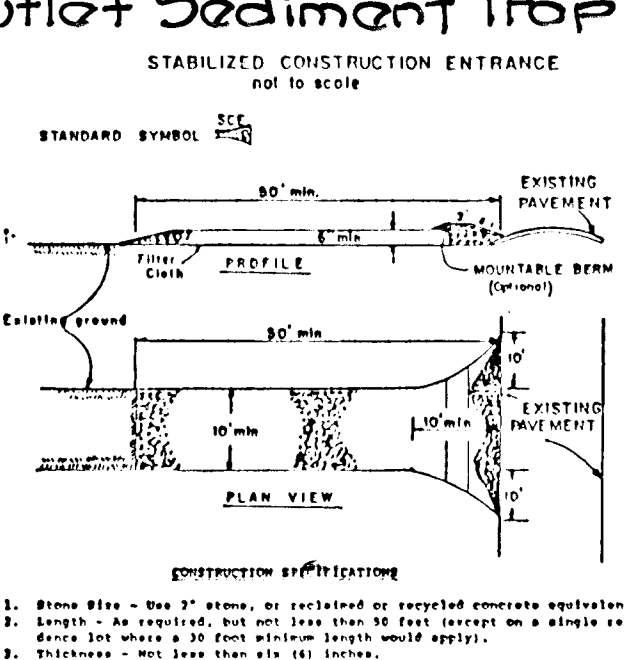 utlet Sediment Trap
STABILIZED CONSTRUCTION ENTRANCE
not to scale
SCE
STANDARD SYMBOL
50' min.
EXISTING
PAVEMENT
6" min
Filter
Cloth
PROFILE
MOUNTABLE BERM
(Optional)
Existing ground
50' min
10'
10' min
10' min
EXISTING
PAVEMENT
10'
PLAN VIEW
CONSTRUCTION SPECIFICATIONS
1. Stone Size - Use 2" stone, or reclaimed or recycled concrete equivalen
2. Length - As required, but not less than 50 feet (except on a single re
dence lot where a 30 foot minimum length would apply).
3. Thickness - Not less than six (6) inches.